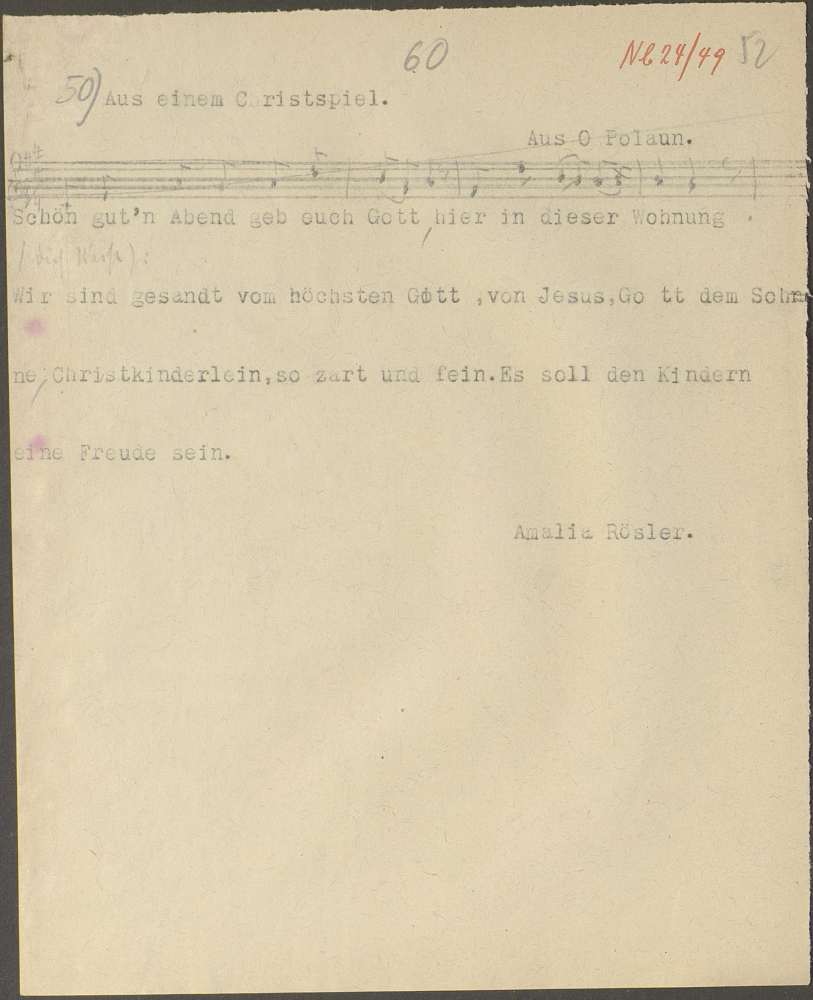 60
Nl 24/49 52
50) Aus einem C ristspiel.
Aus O Polaun.
Schön gut'n Abend geb euch Gott, hier in dieser Wohnung .
Wir sind gesandt vom höchsten Gott ,von Jesus,Go tt dem Sohn
ne, Christkinderlein,so zart und fein.Es soll den Kindern
eine Freude sein.
Amalia Rösler.